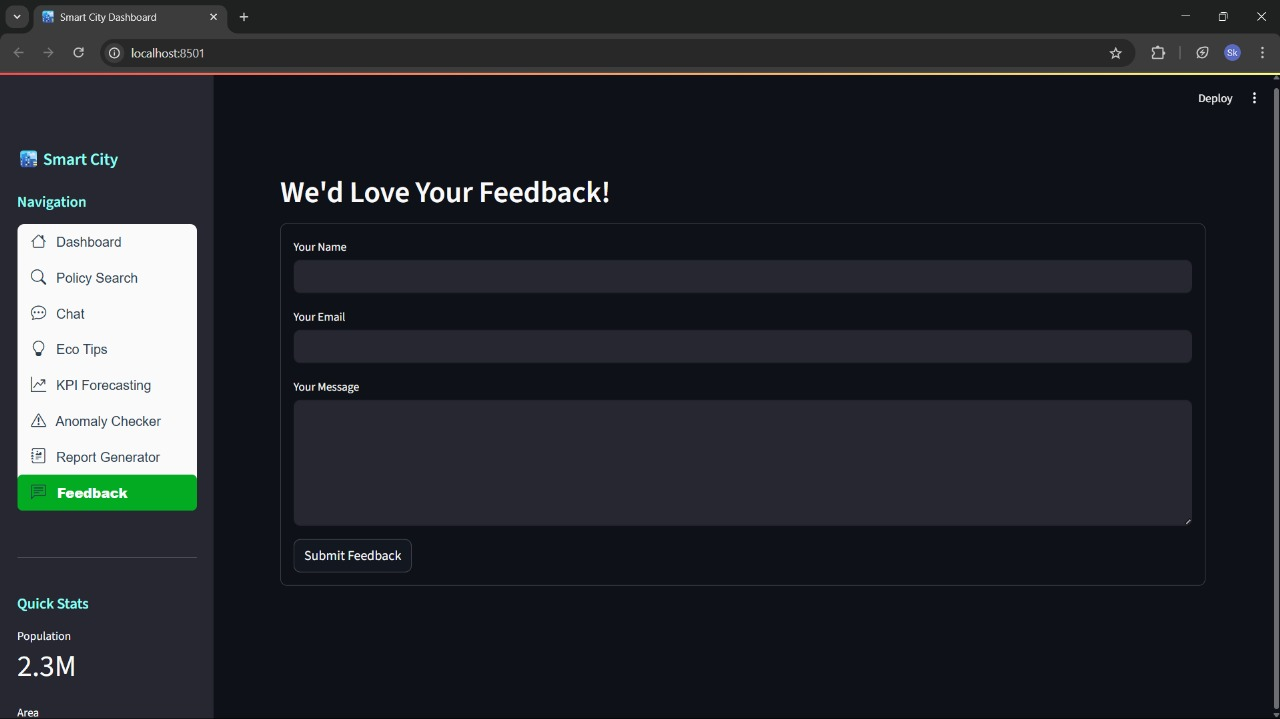 Smart City Dashboard
localhost:8501
Sk
Deploy
Smart City
Navigation
Dashboard
Policy Search
Chat
Eco Tips
KPI Forecasting
Anomaly Checker
Report Generator
Feedback
Quick Stats
Population
2.3M
Area
We'd Love Your Feedback!
Your Name
Your Email
Your Message
Submit Feedback